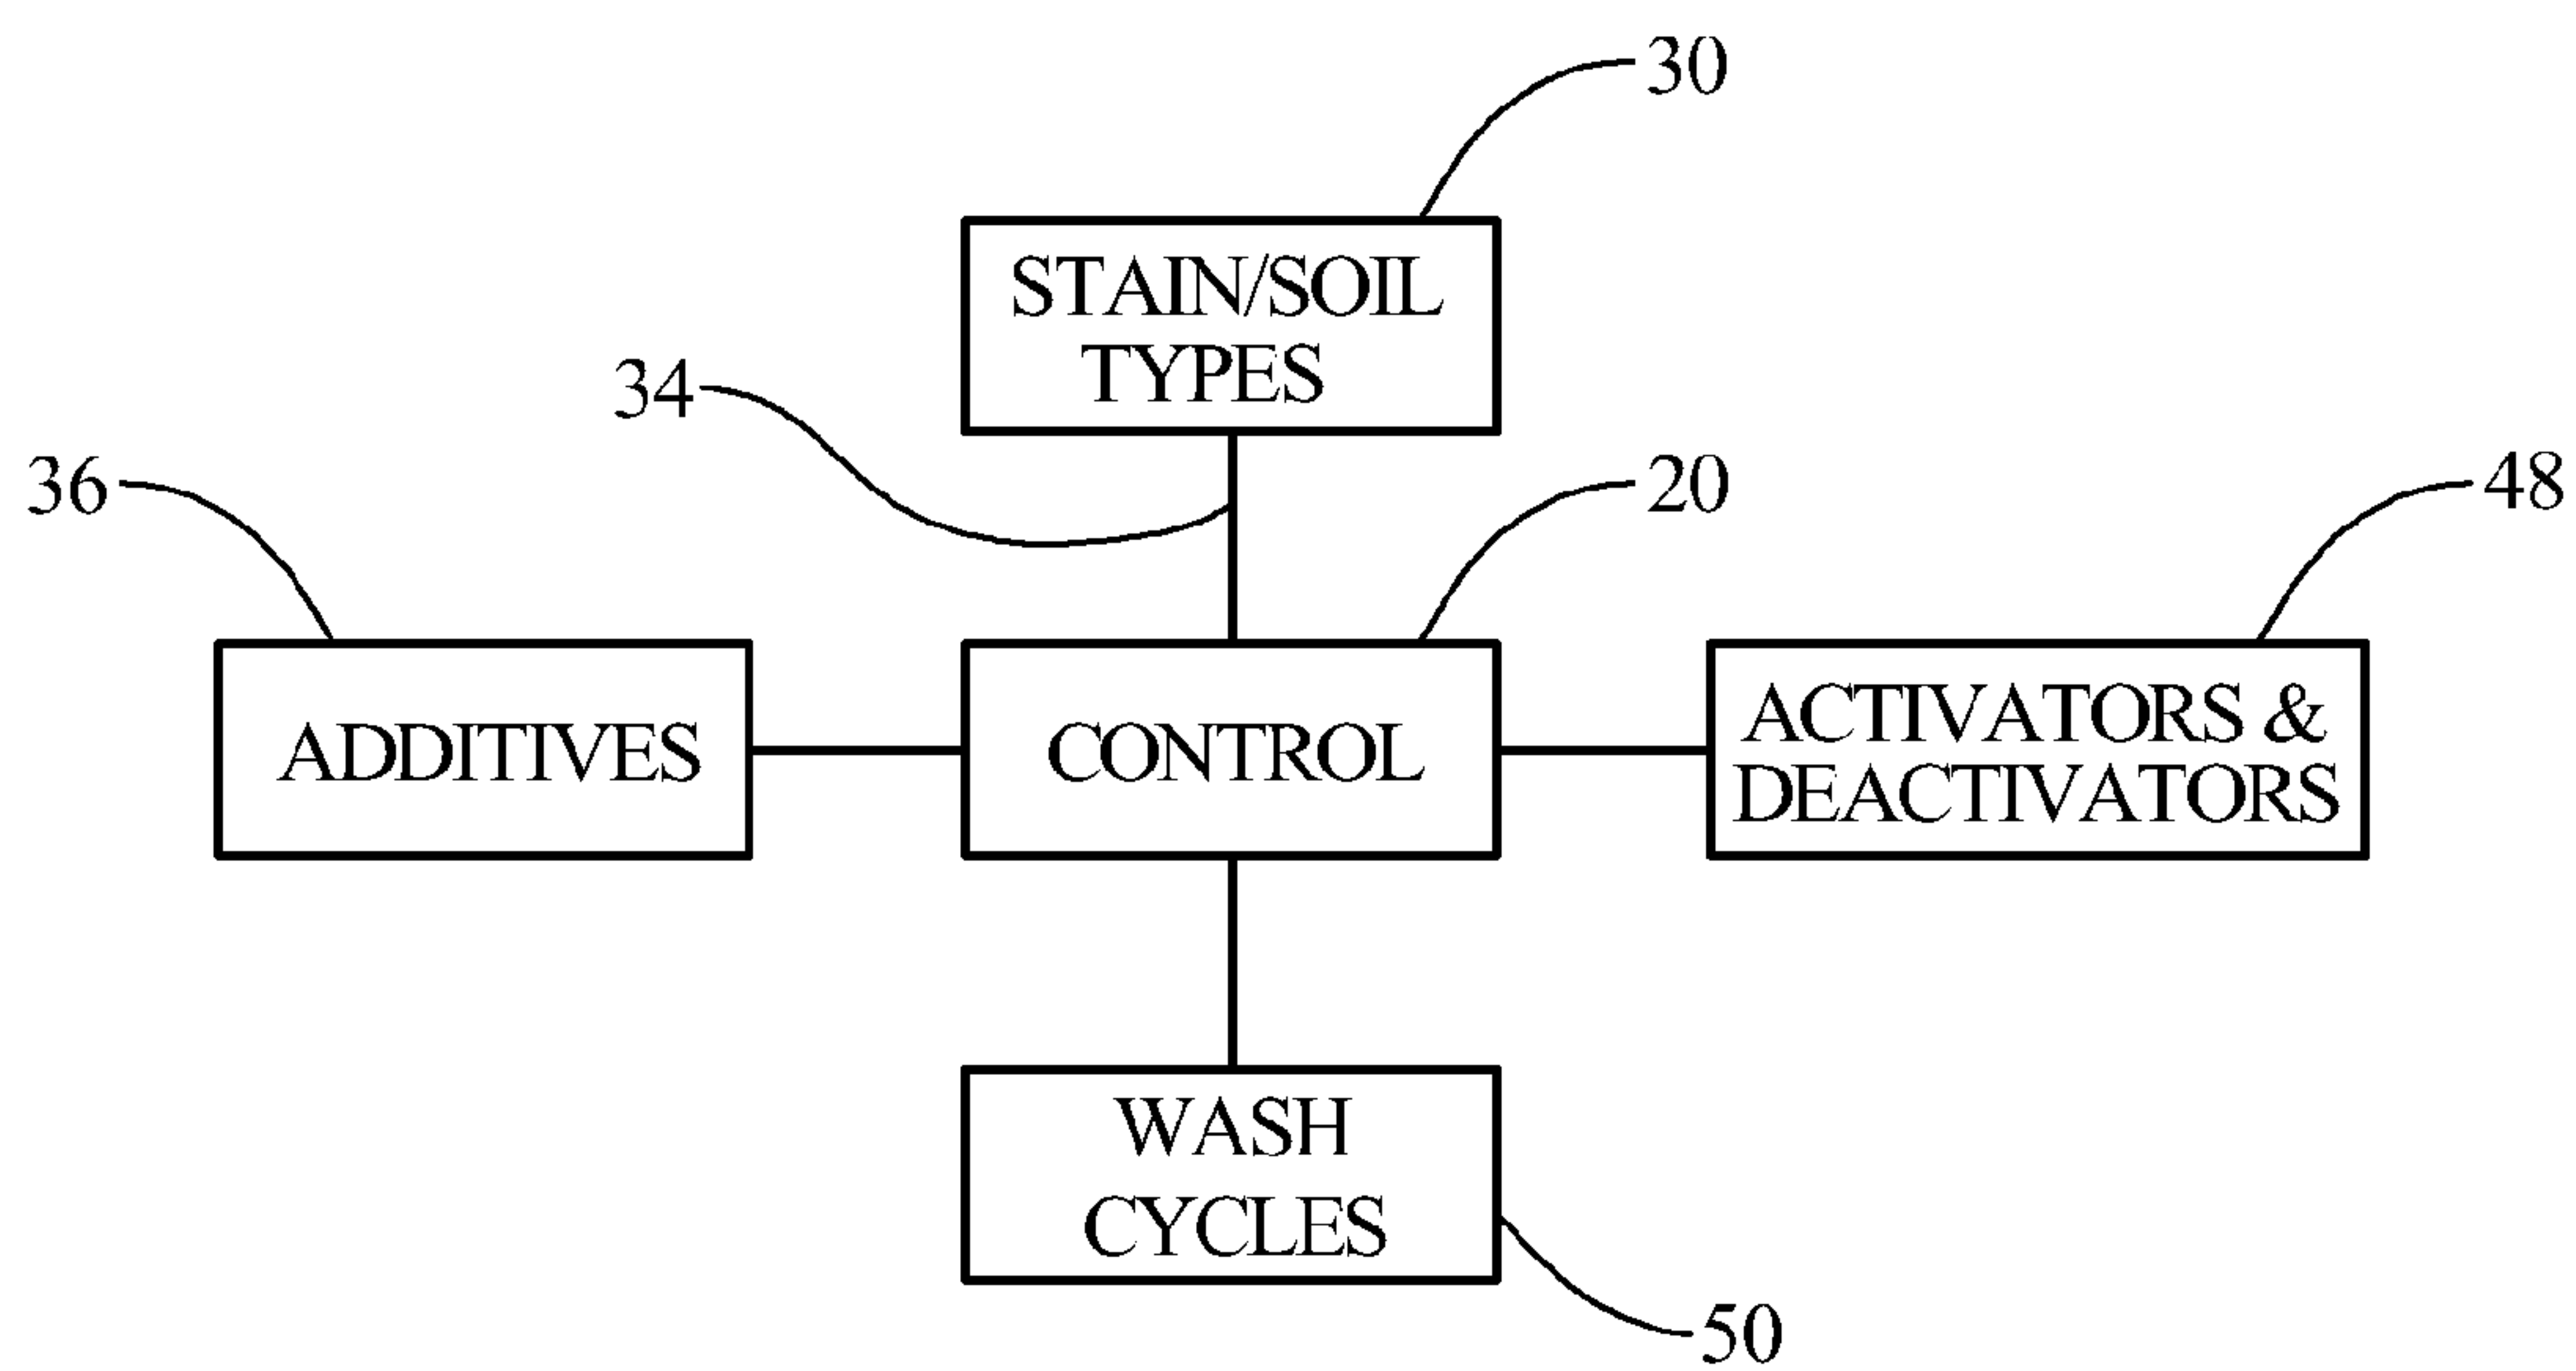 30
STAIN/SOIL
TYPES
34
36
20
48
ADDITIVES
CONTROL
ACTIVATORS &
DEACTIVATORS
WASH
CYCLES
50